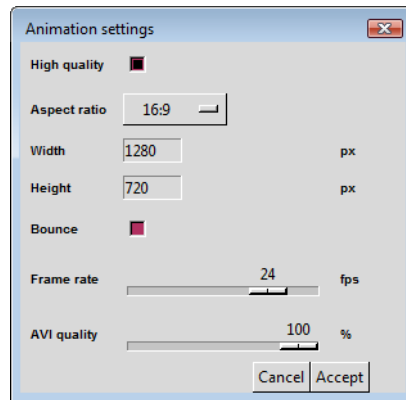 Animation settings
High quality
Aspect ratio 16:9
Width 1280 px
Height 720 px
Bounce
Frame rate 24 fps
AVI quality 100 %
Cancel Accept